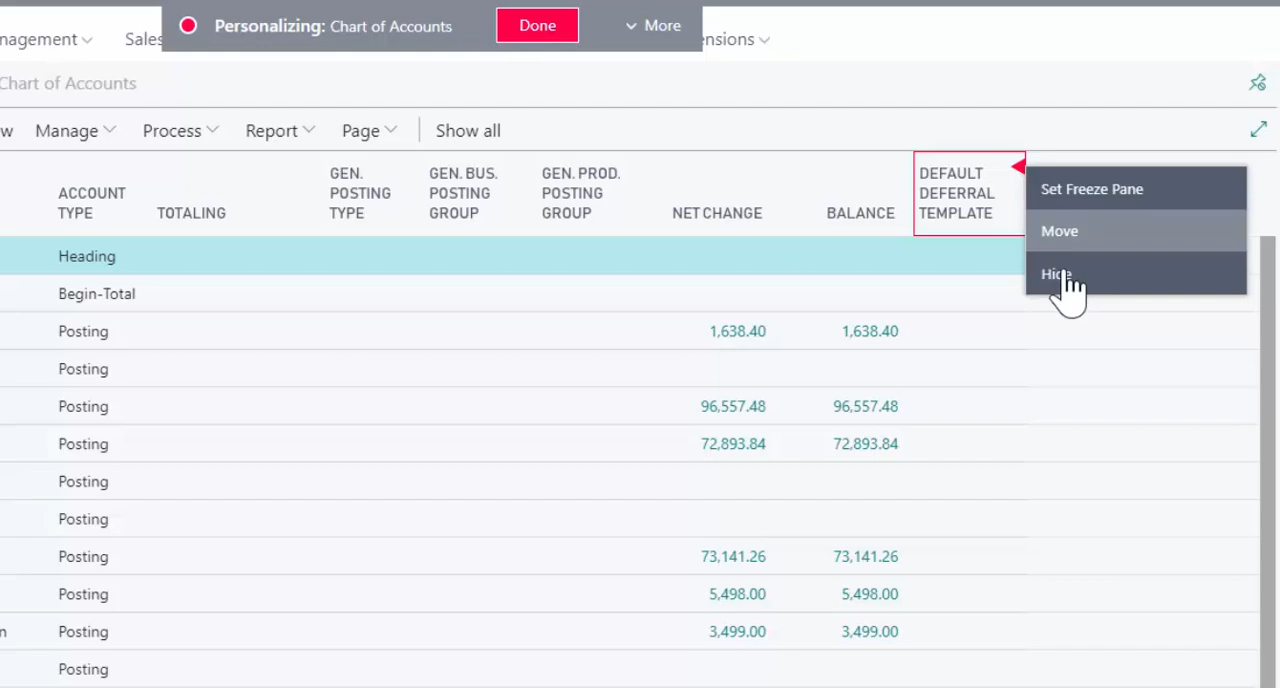 Personalizing: Chart of Accounts
Done
More
nagement
Sales
ensions
Chart of Accounts
w
Manage
Process
Report
Page
Show all
ACCOUNT
TYPE
TOTALING
GEN.
POSTING
TYPE
GEN. BUS.
POSTING
GROUP
GEN. PROD.
POSTING
GROUP
NET CHANGE
BALANCE
DEFAULT
DEFERRAL
TEMPLATE
Set Freeze Pane
Move
Hide
Heading
Begin-Total
Posting 1,638.40 1,638.40
Posting
Posting 96,557.48 96,557.48
Posting 72,893.84 72,893.84
Posting
Posting
Posting 73,141.26 73,141.26
Posting 5,498.00 5,498.00
n Posting 3,499.00 3,499.00
Posting